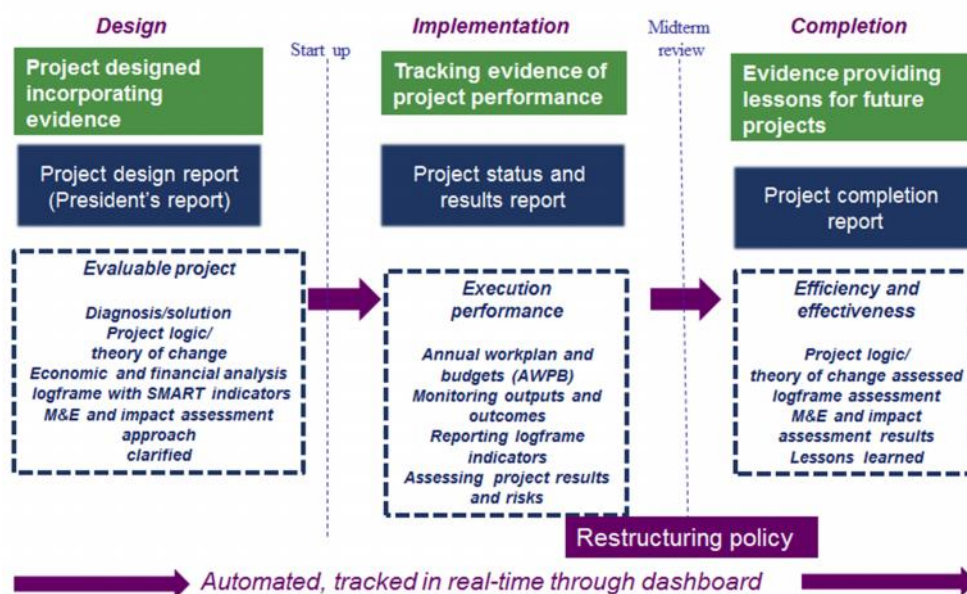 Design
Start up
Implementation
Midterm
review
Completion
Project designed
incorporating
evidence
Tracking evidence of
project performance
Evidence providing
lessons for future
projects
Project design report
(President's report)
Project status and
results report
Project completion
report
Evaluable project
Diagnosis/solution
Project logic/
theory of change
Economic and financial analysis
logframe with SMART indicators
M&E and impact assessment
approach
clarified
Execution
performance
Annual workplan and
budgets (AWPB)
Monitoring outputs and
outcomes
Reporting logframe
indicators
Assessing project results
and risks
Efficiency and
effectiveness
Project logic/
theory of change assessed
logframe assessment
M&E and impact
assessment results
Lessons learned
Restructuring policy
Automated, tracked in real-time through dashboard